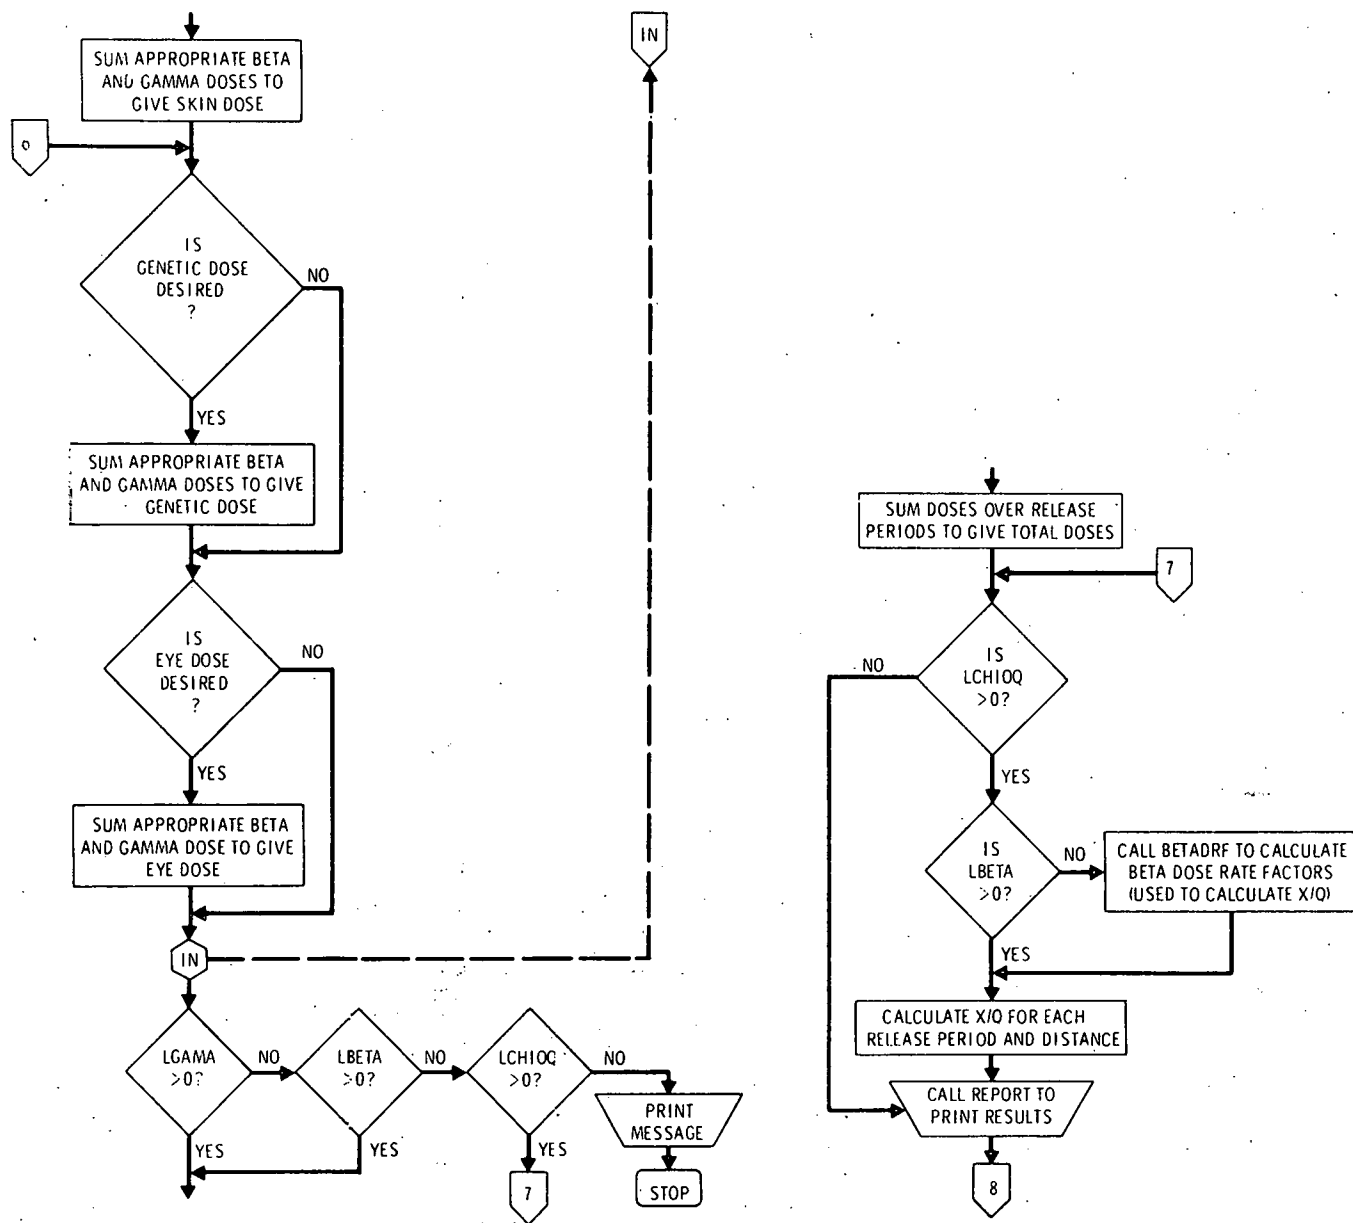 SUM APPROPRIATE BETA
AND GAMMA DOSES TO
GIVE SKIN DOSE
0
IS
GENETIC DOSE
DESIRED
?
NO
YES
SUM APPROPRIATE BETA
AND GAMMA DOSES TO GIVE
GENETIC DOSE
IS
EYE DOSE
DESIRED
?
NO
YES
SUM APPROPRIATE BETA
AND GAMMA DOSE TO GIVE
EYE DOSE
IN
LGAMA
>0?
NO
YES
LBETA
>0?
NO
YES
LCHIOQ
>0?
NO
YES
7
PRINT
MESSAGE
STOP
IN
SUM DOSES OVER RELEASE
PERIODS TO GIVE TOTAL DOSES
7
IS
LCHIOQ
>0?
NO
YES
IS
LBETA
>0?
NO
YES
CALL BETADRF TO CALCULATE
BETA DOSE RATE FACTORS
(USED TO CALCULATE X/Q)
CALCULATE X/Q FOR EACH
RELEASE PERIOD AND DISTANCE
CALL REPORT TO
PRINT RESULTS
8